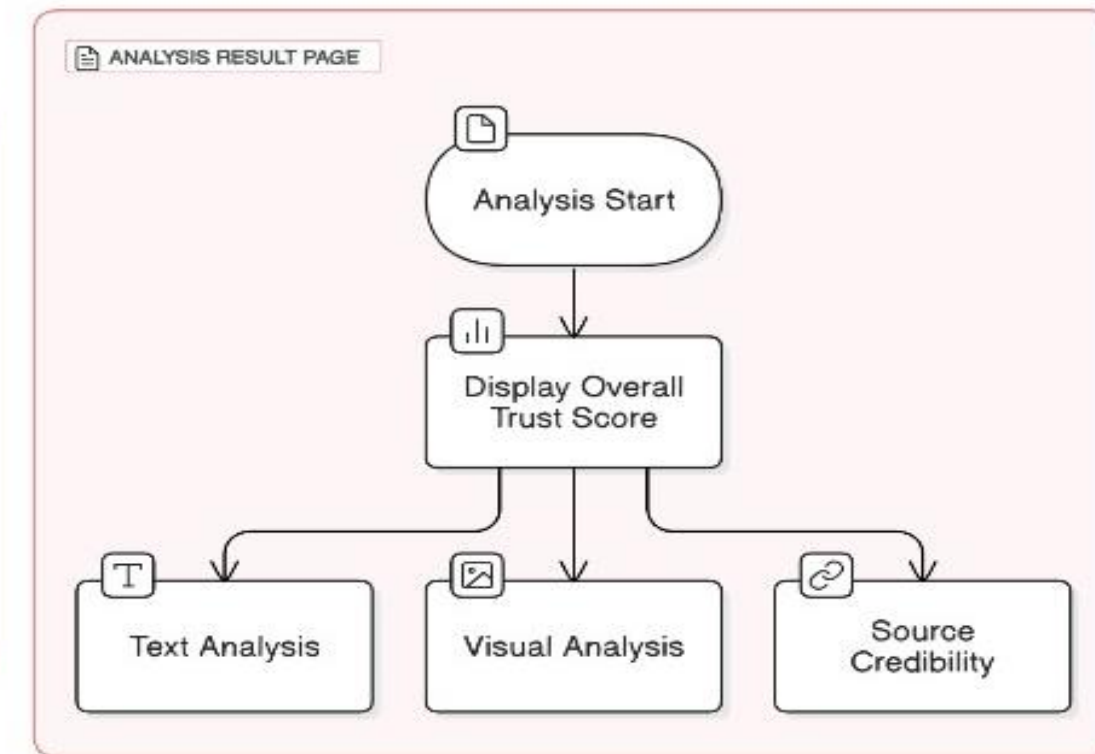 ANALYSIS RESULT PAGE
Analysis Start
Display Overall
Trust Score
Text Analysis
Visual Analysis
Source
Credibility